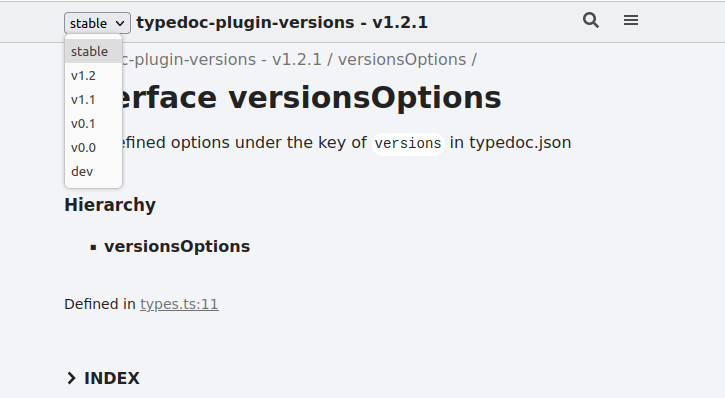 stable typedoc-plugin-versions - v1.2.1
stable
v1.2
v1.1
v0.1
v0.0
dev
c-plugin-versions - v1.2.1 / versionsOptions /
erface versionsOptions
efined options under the key of versions in typedoc.json
Hierarchy
versionsOptions
Defined in types.ts:11
INDEX